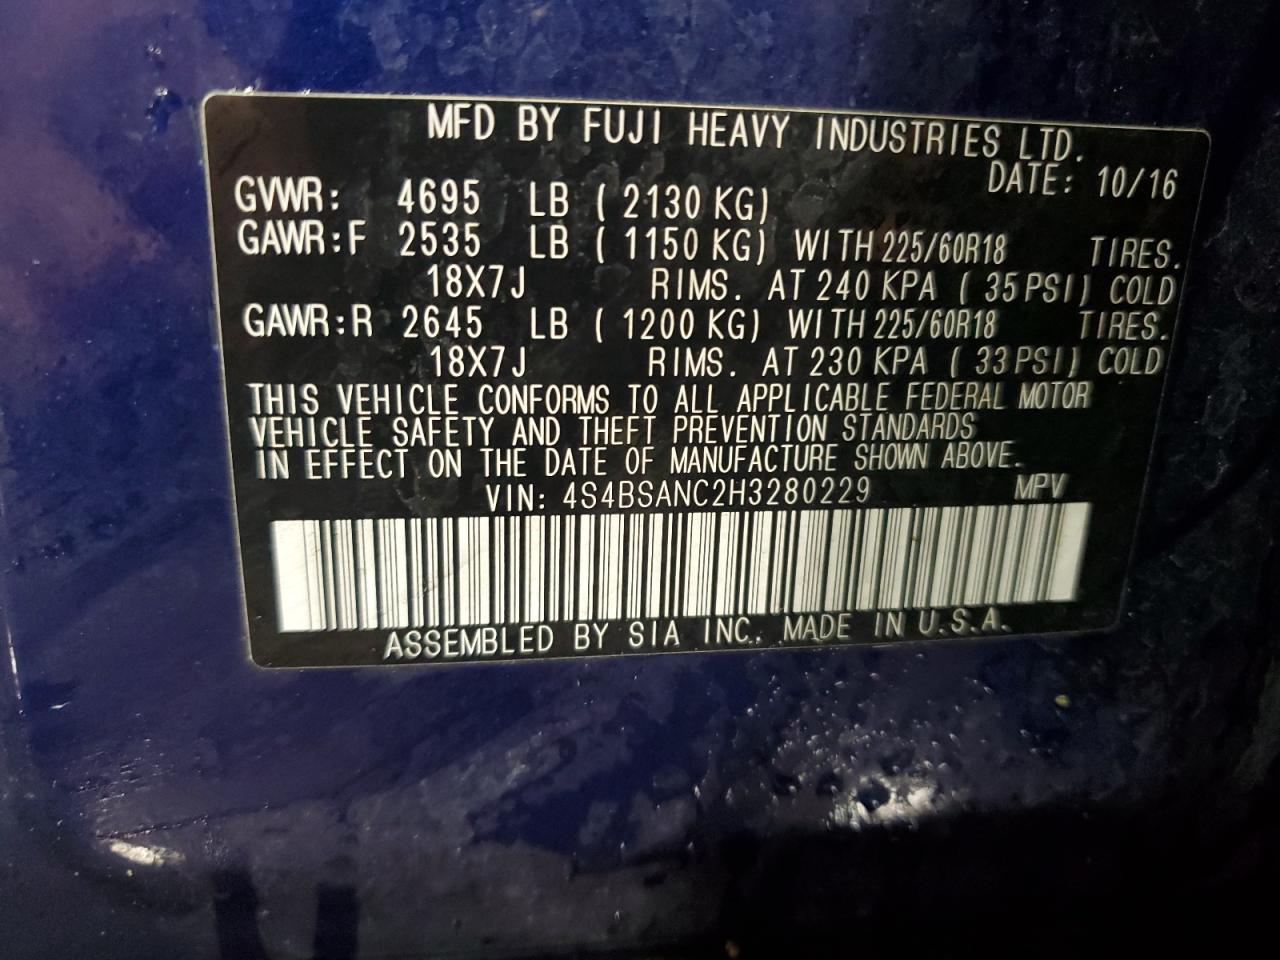 MFD BY FUJI HEAVY INDUSTRIES LTD.
DATE: 10/16
GVWR: 4695 LB ( 2130 KG)
GAWR:F 2535 LB ( 1150 KG) WITH 225/60R18 TIRES.
18X7J RIMS. AT 240 KPA ( 35 PSI) COLD
GAWR:R 2645 LB ( 1200 KG) WITH 225/60R18 TIRES.
18X7J RIMS. AT 230 KPA ( 33 PSI) COLD
THIS VEHICLE CONFORMS TO ALL APPLICABLE FEDERAL MOTOR
VEHICLE SAFETY AND THEFT PREVENTION STANDARDS
IN EFFECT ON THE DATE OF MANUFACTURE SHOWN ABOVE.
VIN: 4S4BSANC2H3280229 MPV
ASSEMBLED BY SIA INC. MADE IN U.S.A.